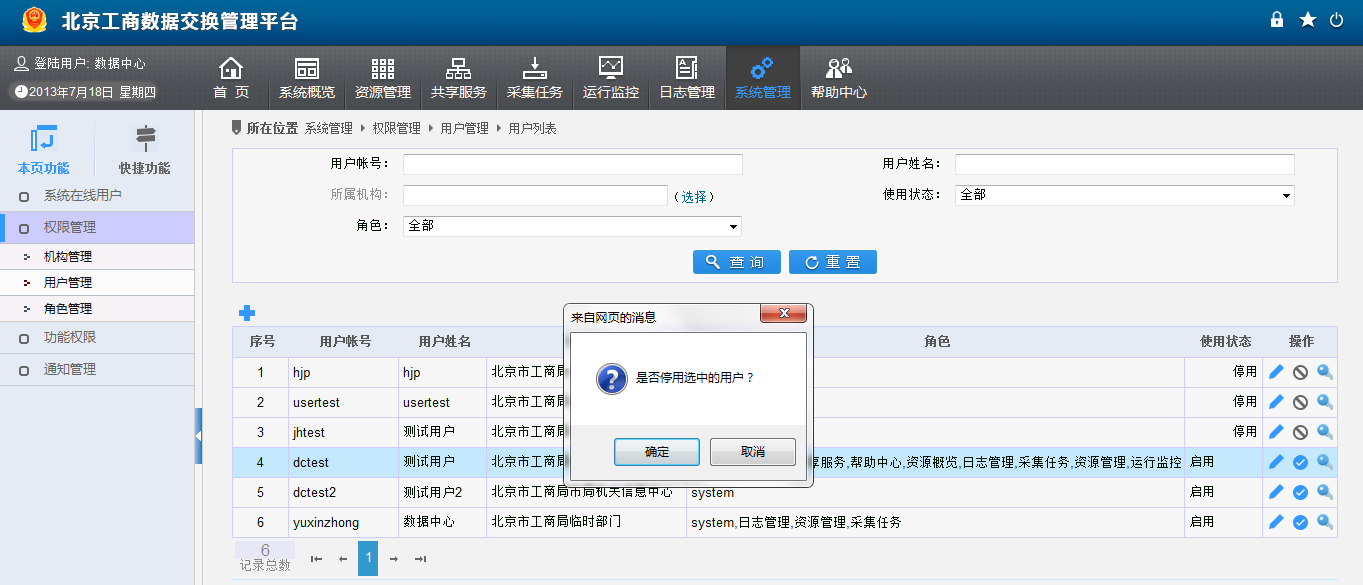 北京工商数据交换管理平台
登陆用户: 数据中心
2013年7月18日 星期四
首 页
系统概览
资源管理
共享服务
采集任务
运行监控
日志管理
系统管理
帮助中心
本页功能
快捷功能
系统在线用户
权限管理
机构管理
用户管理
角色管理
功能权限
通知管理
所在位置 系统管理 权限管理 用户管理 用户列表
用户帐号:
用户姓名:
所属机构: (选择)
使用状态: 全部
角色: 全部
查 询
重 置
序号 用户帐号 用户姓名 角色 使用状态 操作
1 hjp hjp 北京市工商局 停用
2 usertest usertest 北京市工商局 停用
3 jhtest 测试用户 北京市工商局 停用
4 dctest 测试用户 北京市工商局 享服务,帮助中心,资源概览,日志管理,采集任务,资源管理,运行监控 启用
5 dctest2 测试用户2 北京市工商局市局机关信息中心 system 启用
6 yuxinzhong 数据中心 北京市工商局临时部门 system,日志管理,资源管理,采集任务 启用
来自网页的消息
是否停用选中的用户？
确定
取消
6
记录总数
1